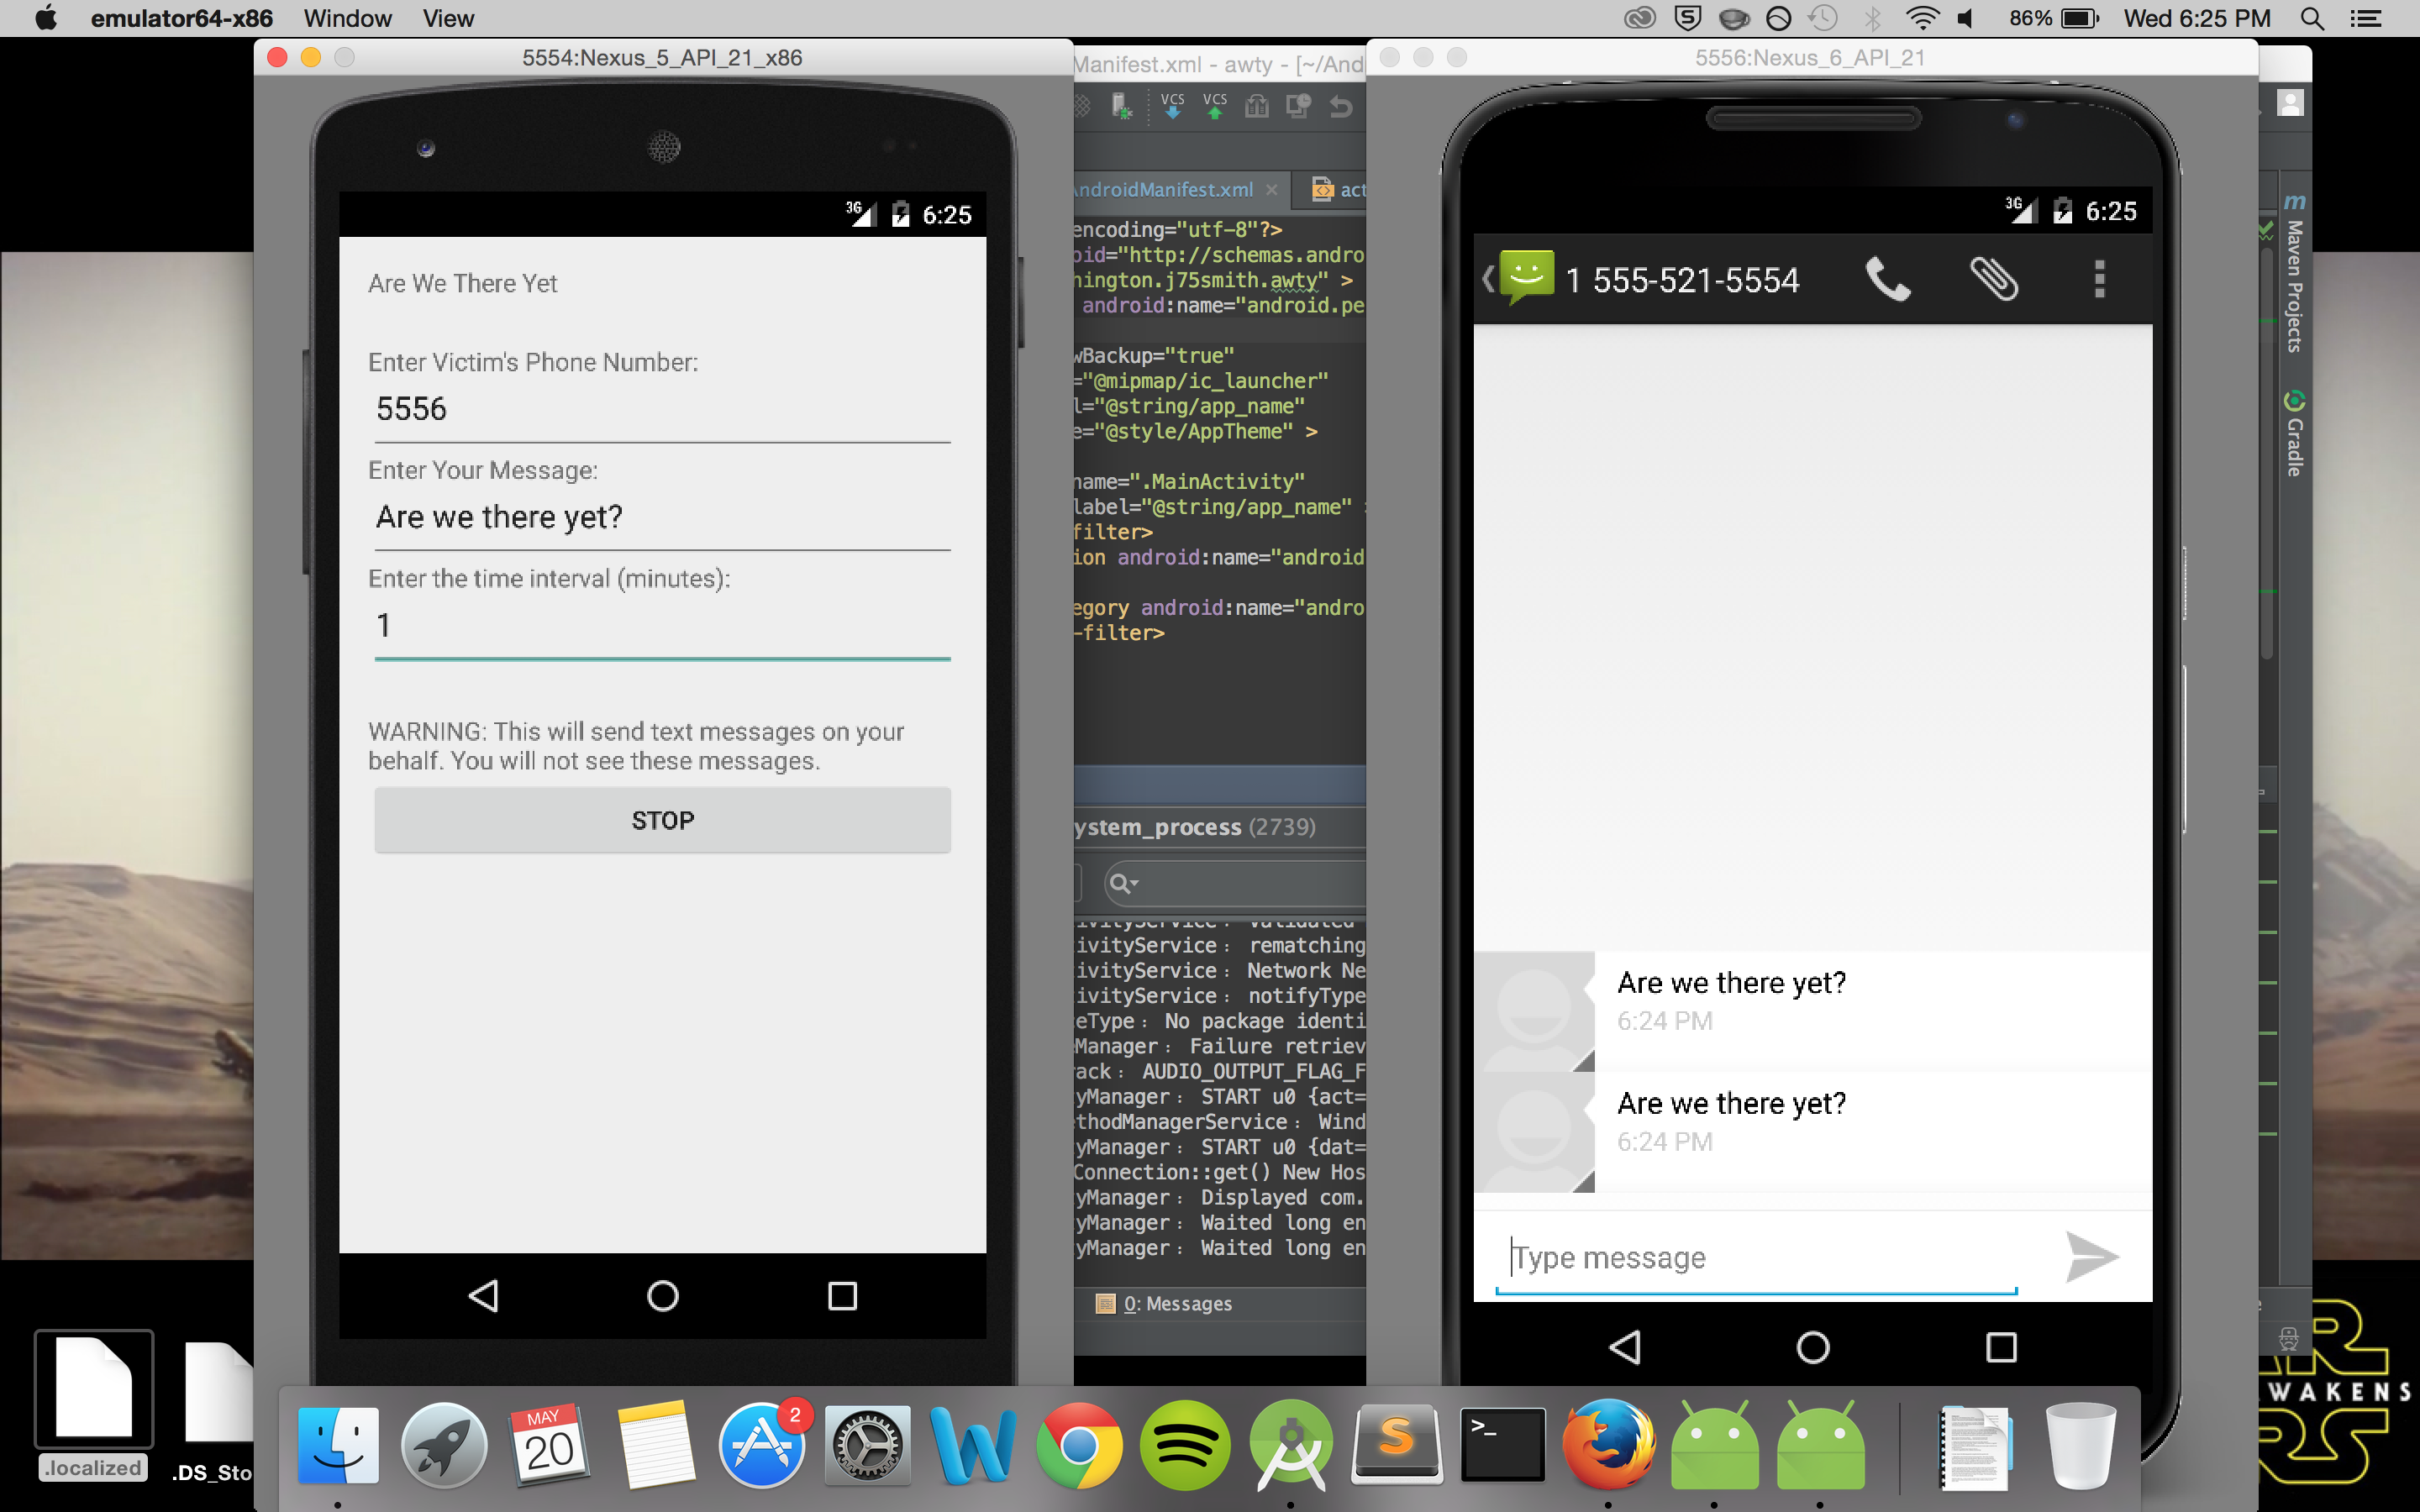 emulator64-x86 Window View
86% Wed 6:25 PM
5554:Nexus_5_API_21_x86
3G 6:25
Are We There Yet
Enter Victim's Phone Number:
5556
Enter Your Message:
Are we there yet?
Enter the time interval (minutes):
1
WARNING: This will send text messages on your
behalf. You will not see these messages.
STOP
Manifest.xml - awty - [~/And
VCS VCS
AndroidManifest.xml act
encoding="utf-8"?>
oid="http://schemas.andro
hington.j75smith.awty" >
android:name="android.pe
wBackup="true"
="@mipmap/ic_launcher"
l="@string/app_name"
e="@style/AppTheme" >
name=".MainActivity"
label="@string/app_name"
filter>
ion android:name="android
egory android:name="andro
-filter>
ystem_process (2739)
ivityService: Validated
ivityService: rematching
ivityService: Network Ne
ivityService: notifyType
ceType: No package identi
Manager: Failure retriev
rack: AUDIO_OUTPUT_FLAG_F
yManager: START u0 {act=
thodManagerService: Wind
yManager: START u0 {dat=
Connection::get() New Hos
yManager: Displayed com.
yManager: Waited long en
yManager: Waited long en
0: Messages
5556:Nexus_6_API_21
3G 6:25
1 555-521-5554
Are we there yet?
6:24 PM
Are we there yet?
6:24 PM
Type message
m Maven Projects
Gradle
.localized
.DS_Sto
MAY
20
2
S
>_
AR
WAKENS
RS